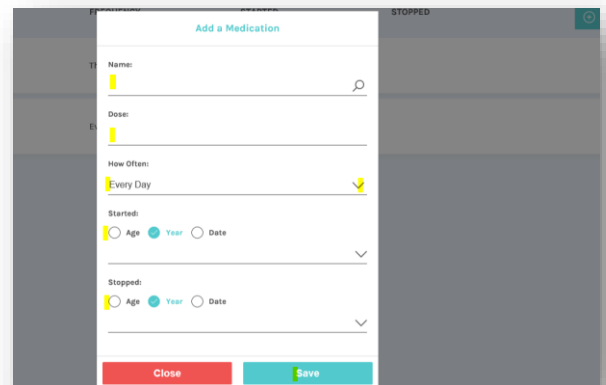 FREQUENCY STARTED STOPPED
Add a Medication
Name:
Dose:
How Often:
Every Day
Started:
Age Year Date
Stopped:
Age Year Date
Close Save